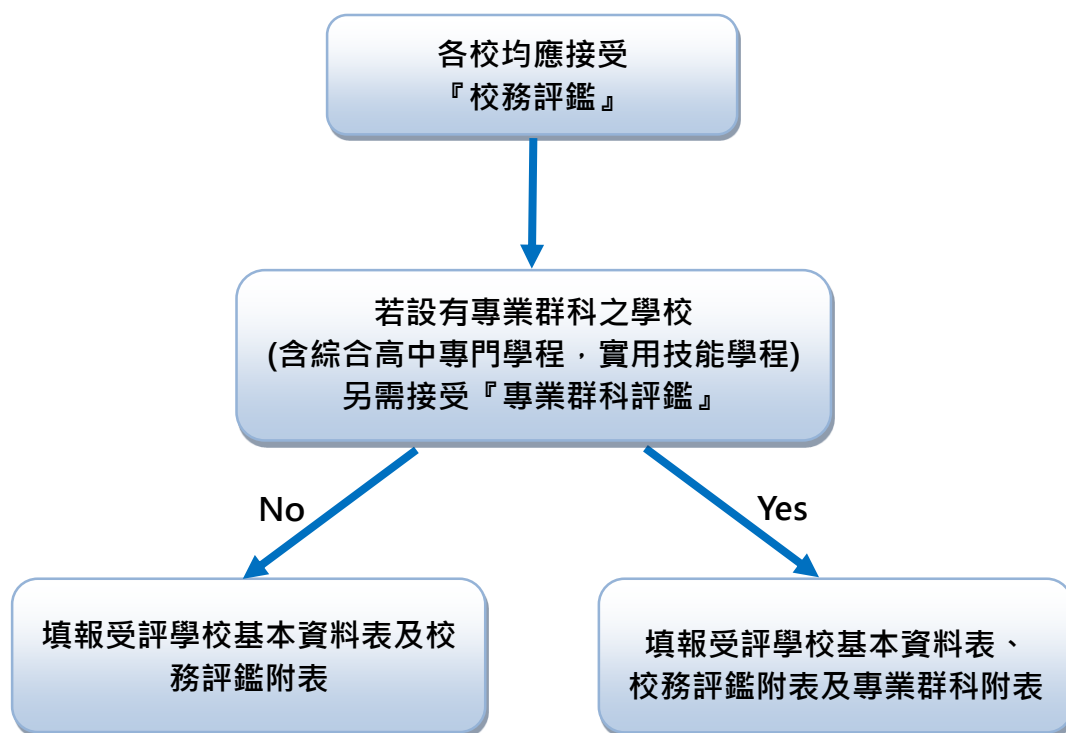 各校均應接受
『校務評鑑』
若設有專業群科之學校
(含綜合高中專門學程，實用技能學程)
另需接受『專業群科評鑑』
No
Yes
填報受評學校基本資料表及校
務評鑑附表
填報受評學校基本資料表、
校務評鑑附表及專業群科附表